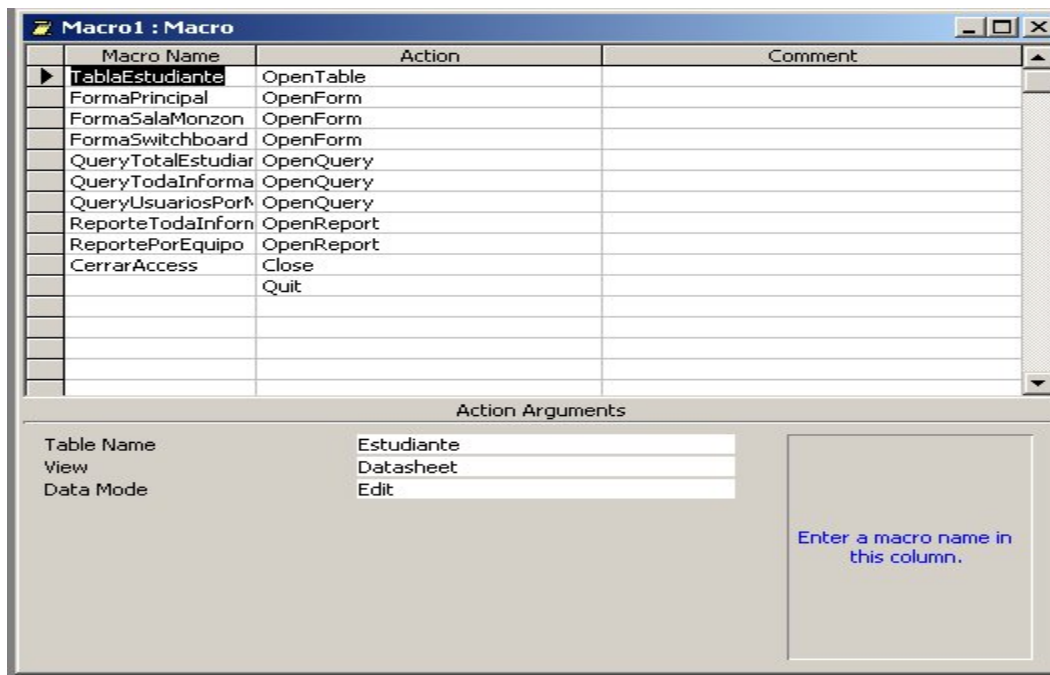 Macro1 : Macro
Macro Name Action Comment
TablaEstudiante OpenTable
FormaPrincipal OpenForm
FormaSalaMonzon OpenForm
FormaSwitchboard OpenForm
QueryTotalEstudiar OpenQuery
QueryTodaInforma OpenQuery
QueryUsuariosPorN OpenQuery
ReporteTodaInforn OpenReport
ReportePorEquipo OpenReport
CerrarAccess Close
Quit
Action Arguments
Table Name Estudiante
View Datasheet
Data Mode Edit
Enter a macro name in
this column.